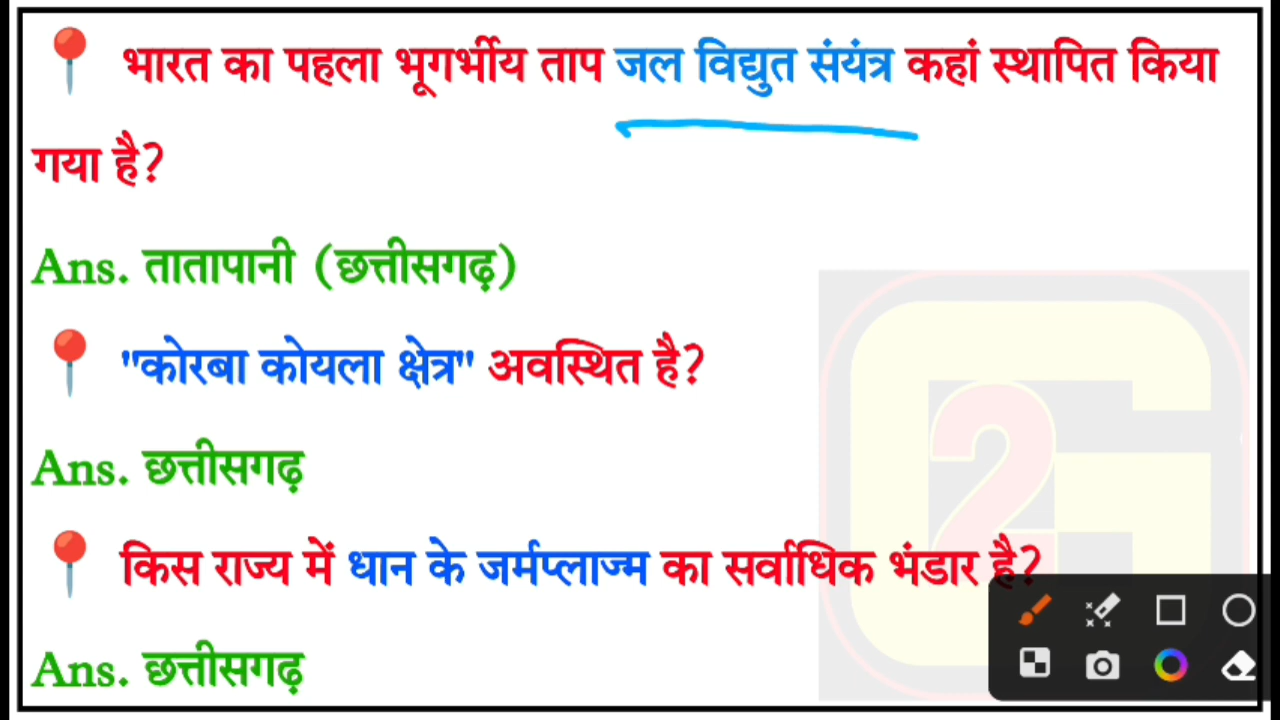 भारत का पहला भूगर्भीय ताप जल विद्युत संयंत्र कहां स्थापित किया
गया है?
Ans. तातापानी (छत्तीसगढ़)
"कोरबा कोयला क्षेत्र" अवस्थित है?
Ans. छत्तीसगढ़
किस राज्य में धान के जर्मप्लाज्म का सर्वाधिक भंडार है?
Ans. छत्तीसगढ़
G2